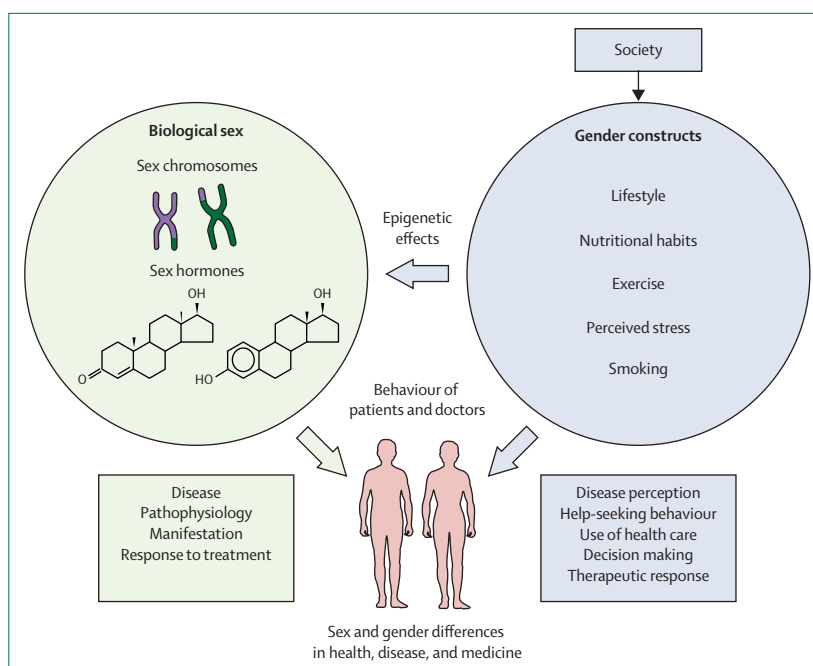 Society
Biological sex
Sex chromosomes
Sex hormones
OH
O
OH
HO
Epigenetic
effects
Gender constructs
Lifestyle
Nutritional habits
Exercise
Perceived stress
Smoking
Behaviour of
patients and doctors
Disease
Pathophysiology
Manifestation
Response to treatment
Disease perception
Help-seeking behaviour
Use of health care
Decision making
Therapeutic response
Sex and gender differences
in health, disease, and medicine